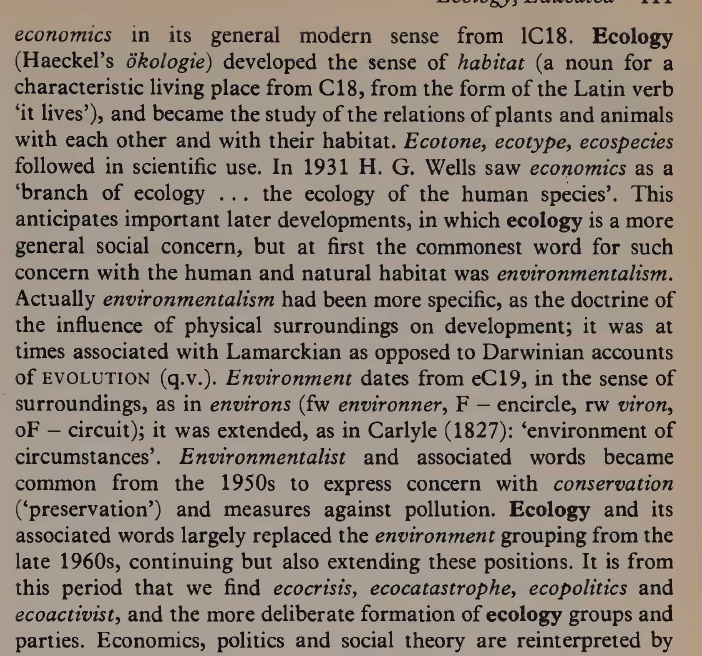 Ecology, Educated 111
economics in its general modern sense from lC18. Ecology
(Haeckel's ökologie) developed the sense of habitat (a noun for a
characteristic living place from C18, from the form of the Latin verb
'it lives'), and became the study of the relations of plants and animals
with each other and with their habitat. Ecotone, ecotype, ecospecies
followed in scientific use. In 1931 H. G. Wells saw economics as a
'branch of ecology ... the ecology of the human species'. This
anticipates important later developments, in which ecology is a more
general social concern, but at first the commonest word for such
concern with the human and natural habitat was environmentalism.
Actually environmentalism had been more specific, as the doctrine of
the influence of physical surroundings on development; it was at
times associated with Lamarckian as opposed to Darwinian accounts
of EVOLUTION (q.v.). Environment dates from eC19, in the sense of
surroundings, as in environs (fw environner, F – encircle, rw viron,
oF – circuit); it was extended, as in Carlyle (1827): 'environment of
circumstances'. Environmentalist and associated words became
common from the 1950s to express concern with conservation
('preservation') and measures against pollution. Ecology and its
associated words largely replaced the environment grouping from the
late 1960s, continuing but also extending these positions. It is from
this period that we find ecocrisis, ecocatastrophe, ecopolitics and
ecoactivist, and the more deliberate formation of ecology groups and
parties. Economics, politics and social theory are reinterpreted by